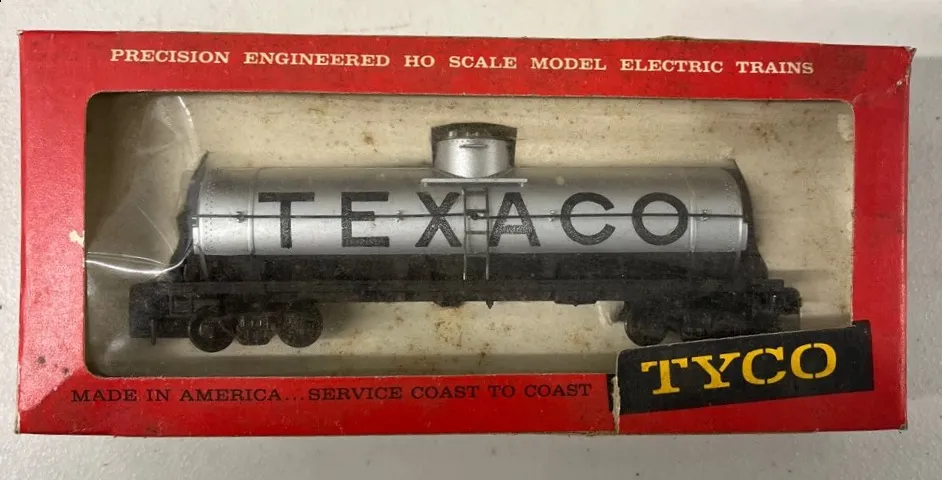 PRECISION ENGINEERED HO SCALE MODEL ELECTRIC TRAINS
TEXACO
MADE IN AMERICA...SERVICE COAST TO COAST
TYCO